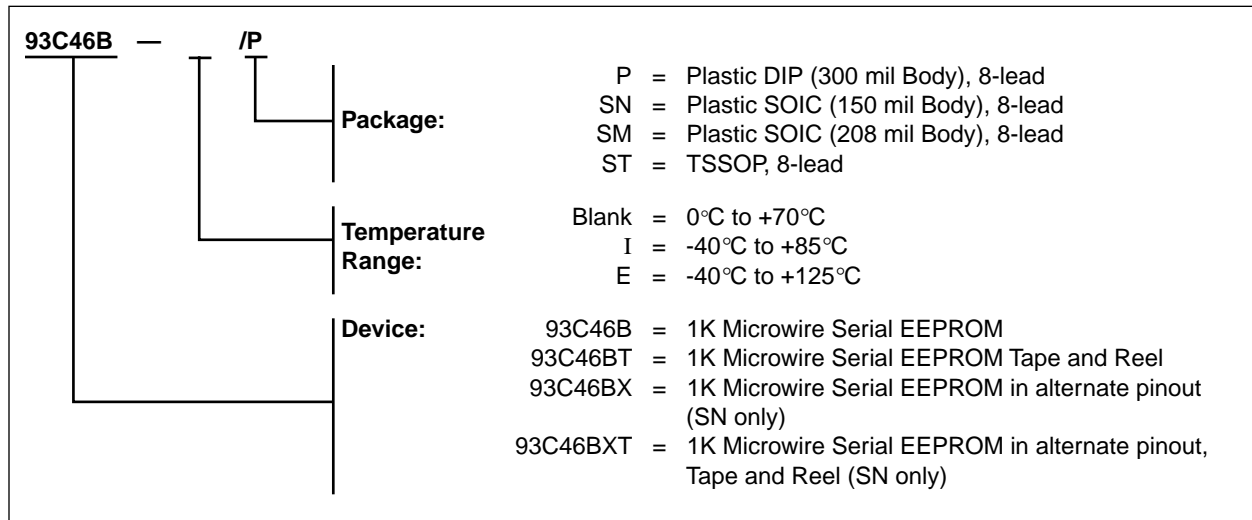 93C46B — /P
Package:
P = Plastic DIP (300 mil Body), 8-lead
SN = Plastic SOIC (150 mil Body), 8-lead
SM = Plastic SOIC (208 mil Body), 8-lead
ST = TSSOP, 8-lead
Temperature
Range:
Blank = 0°C to +70°C
I = -40°C to +85°C
E = -40°C to +125°C
Device:
93C46B = 1K Microwire Serial EEPROM
93C46BT = 1K Microwire Serial EEPROM Tape and Reel
93C46BX = 1K Microwire Serial EEPROM in alternate pinout
(SN only)
93C46BXT = 1K Microwire Serial EEPROM in alternate pinout,
Tape and Reel (SN only)